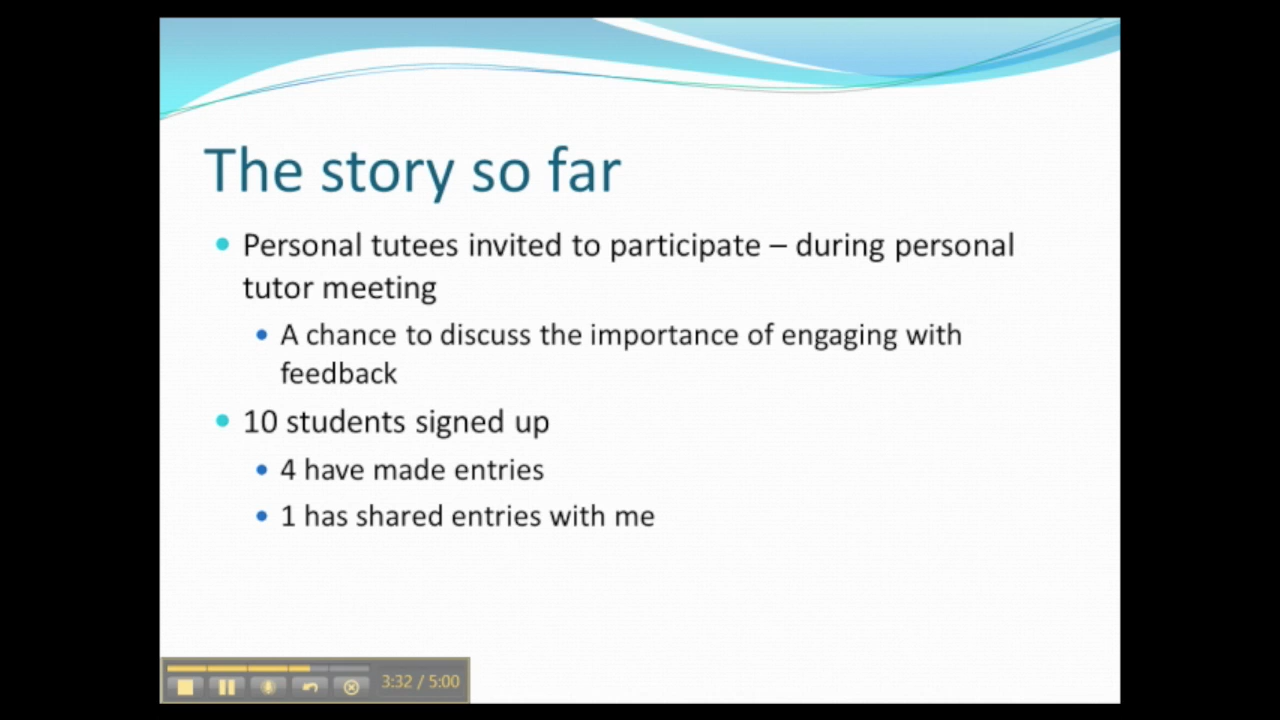 The story so far
Personal tutees invited to participate – during personal
tutor meeting
A chance to discuss the importance of engaging with
feedback
10 students signed up
4 have made entries
1 has shared entries with me
3:32 / 5:00